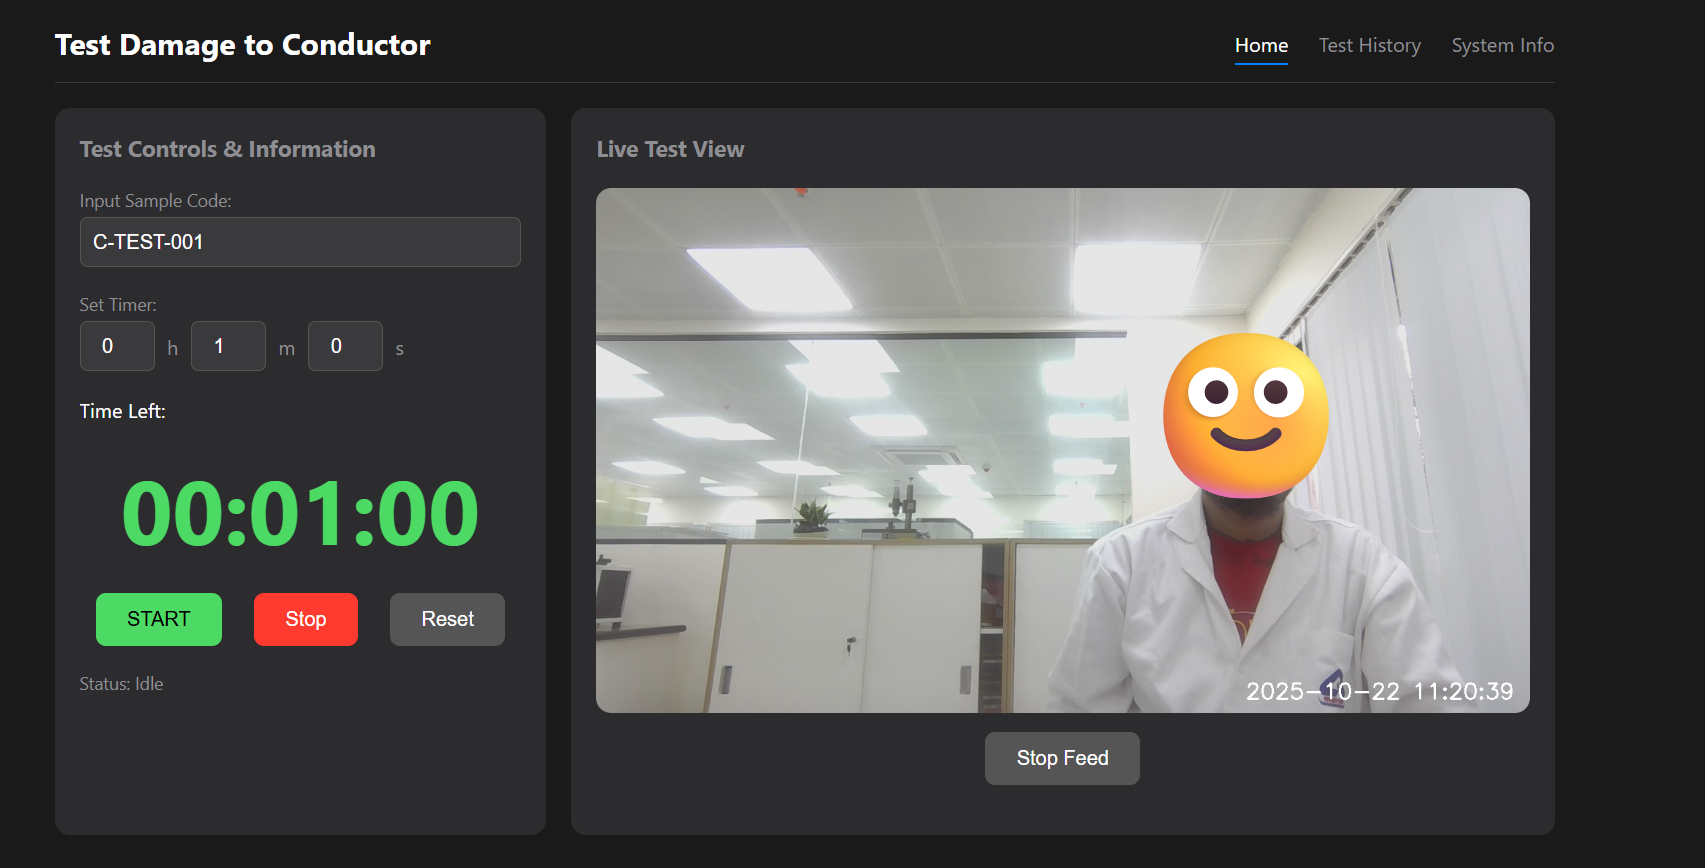 Test Damage to Conductor
Home Test History System Info
Test Controls & Information
Input Sample Code:
C-TEST-001
Set Timer:
0 h 1 m 0 s
Time Left:
00:01:00
START Stop Reset
Status: Idle
Live Test View
2025-10-22 11:20:39
Stop Feed